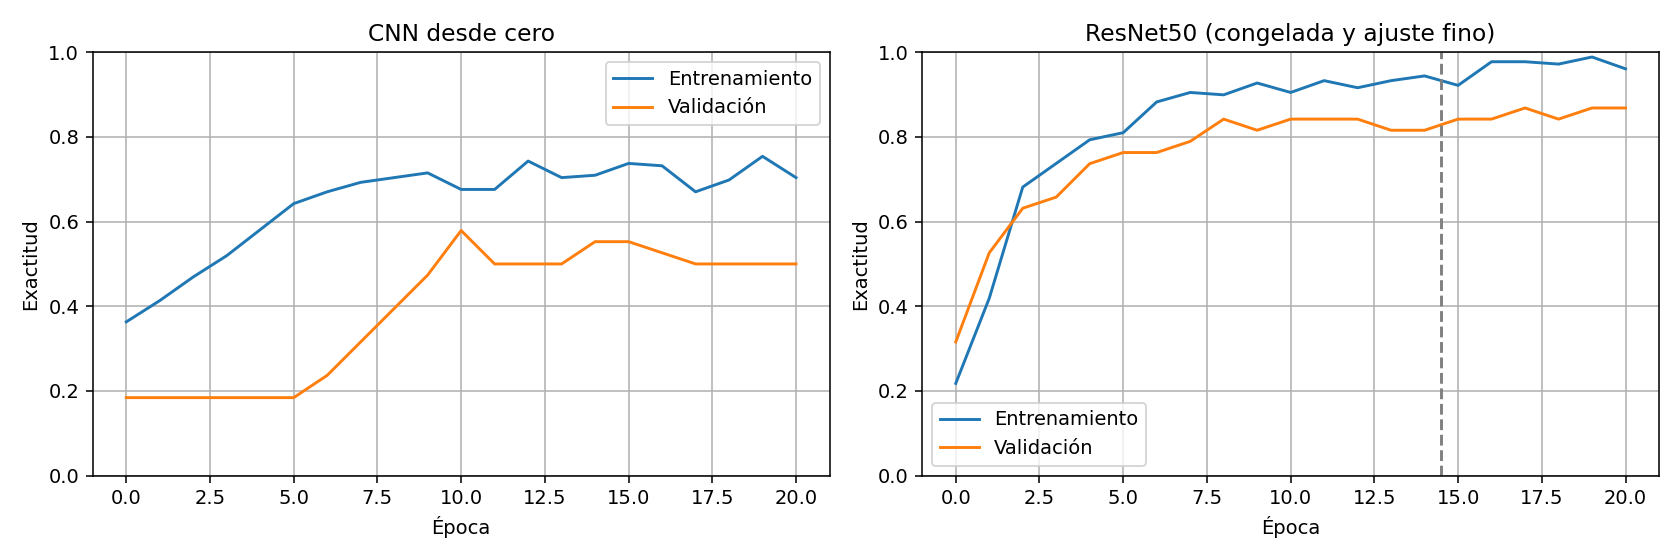 CNN desde cero
1.0
0.8
0.6
0.4
0.2
0.0
Exactitud
Entrenamiento
Validación
0.0 2.5 5.0 7.5 10.0 12.5 15.0 17.5 20.0
Época
ResNet50 (congelada y ajuste fino)
1.0
0.8
0.6
0.4
0.2
0.0
Exactitud
Entrenamiento
Validación
0.0 2.5 5.0 7.5 10.0 12.5 15.0 17.5 20.0
Época